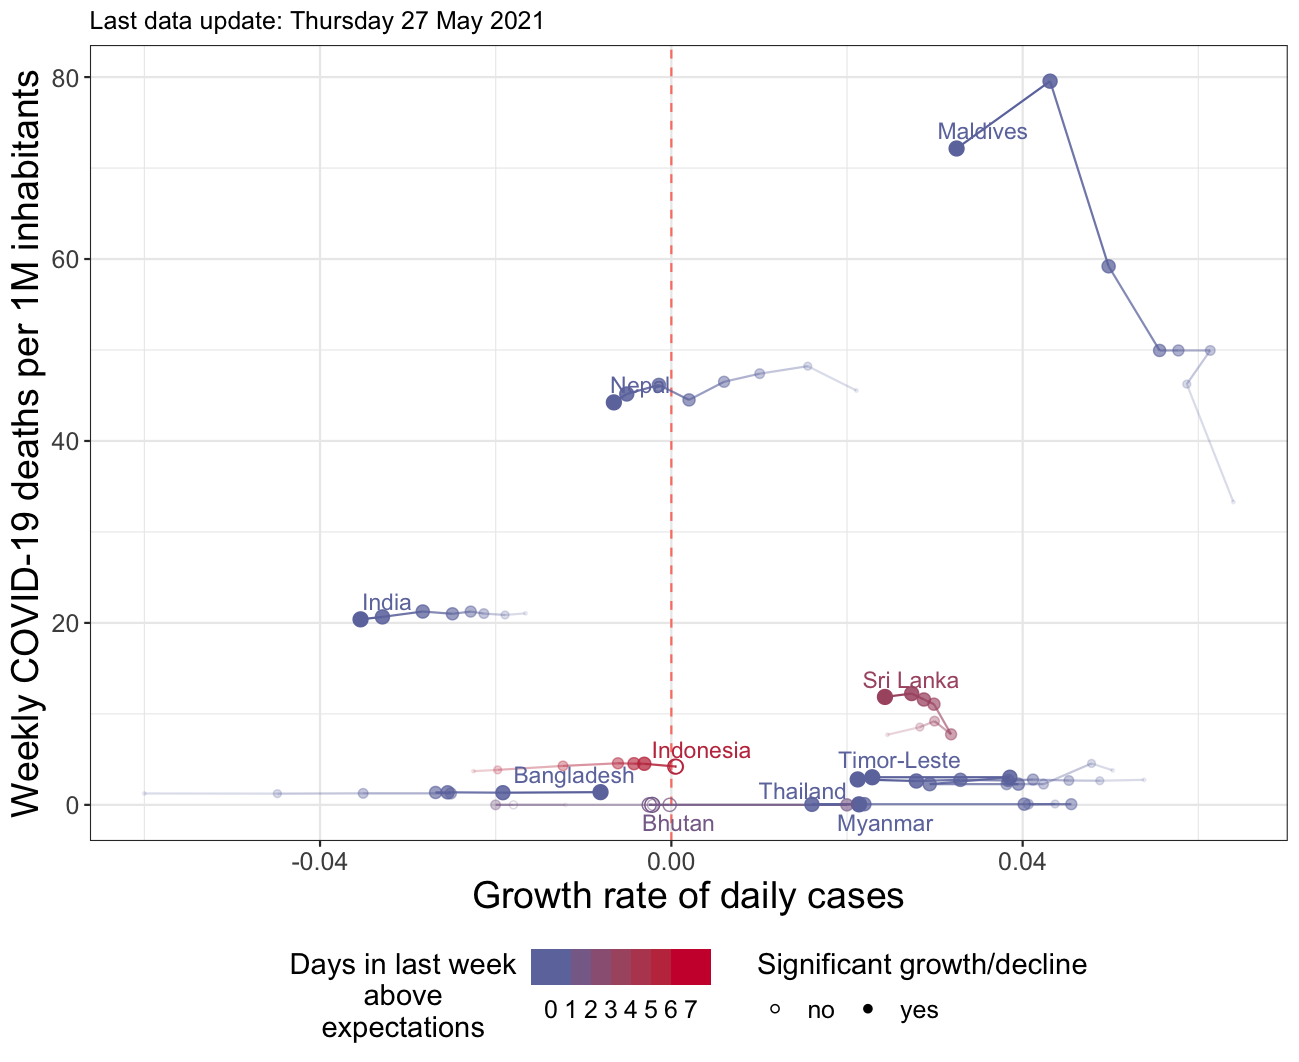 Last data update: Thursday 27 May 2021
Weekly COVID-19 deaths per 1M inhabitants
80
60
40
20
0
Maldives
Nepal
India
Sri Lanka
Indonesia
Timor-Leste
Bangladesh
Thailand
Bhutan
Myanmar
-0.04
0.00
0.04
Growth rate of daily cases
Days in last week
above
expectations
0 1 2 3 4 5 6 7
Significant growth/decline
no
yes